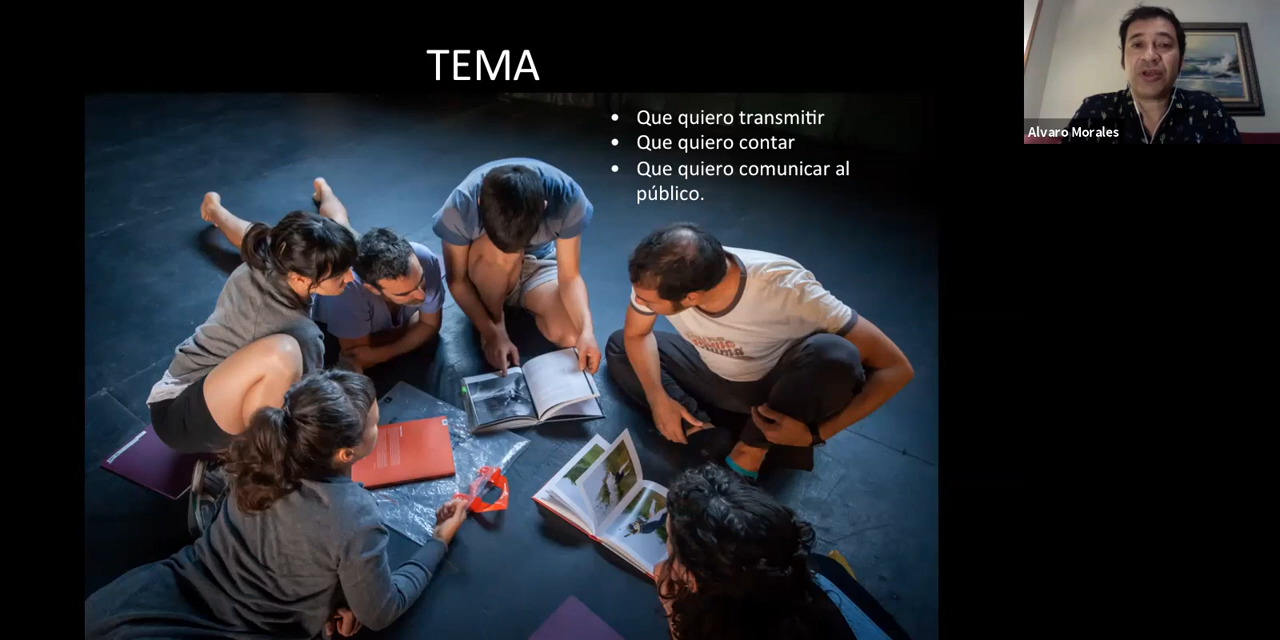 TEMA
• Que quiero transmitir
• Que quiero contar
• Que quiero comunicar al
público.
Alvaro Morales